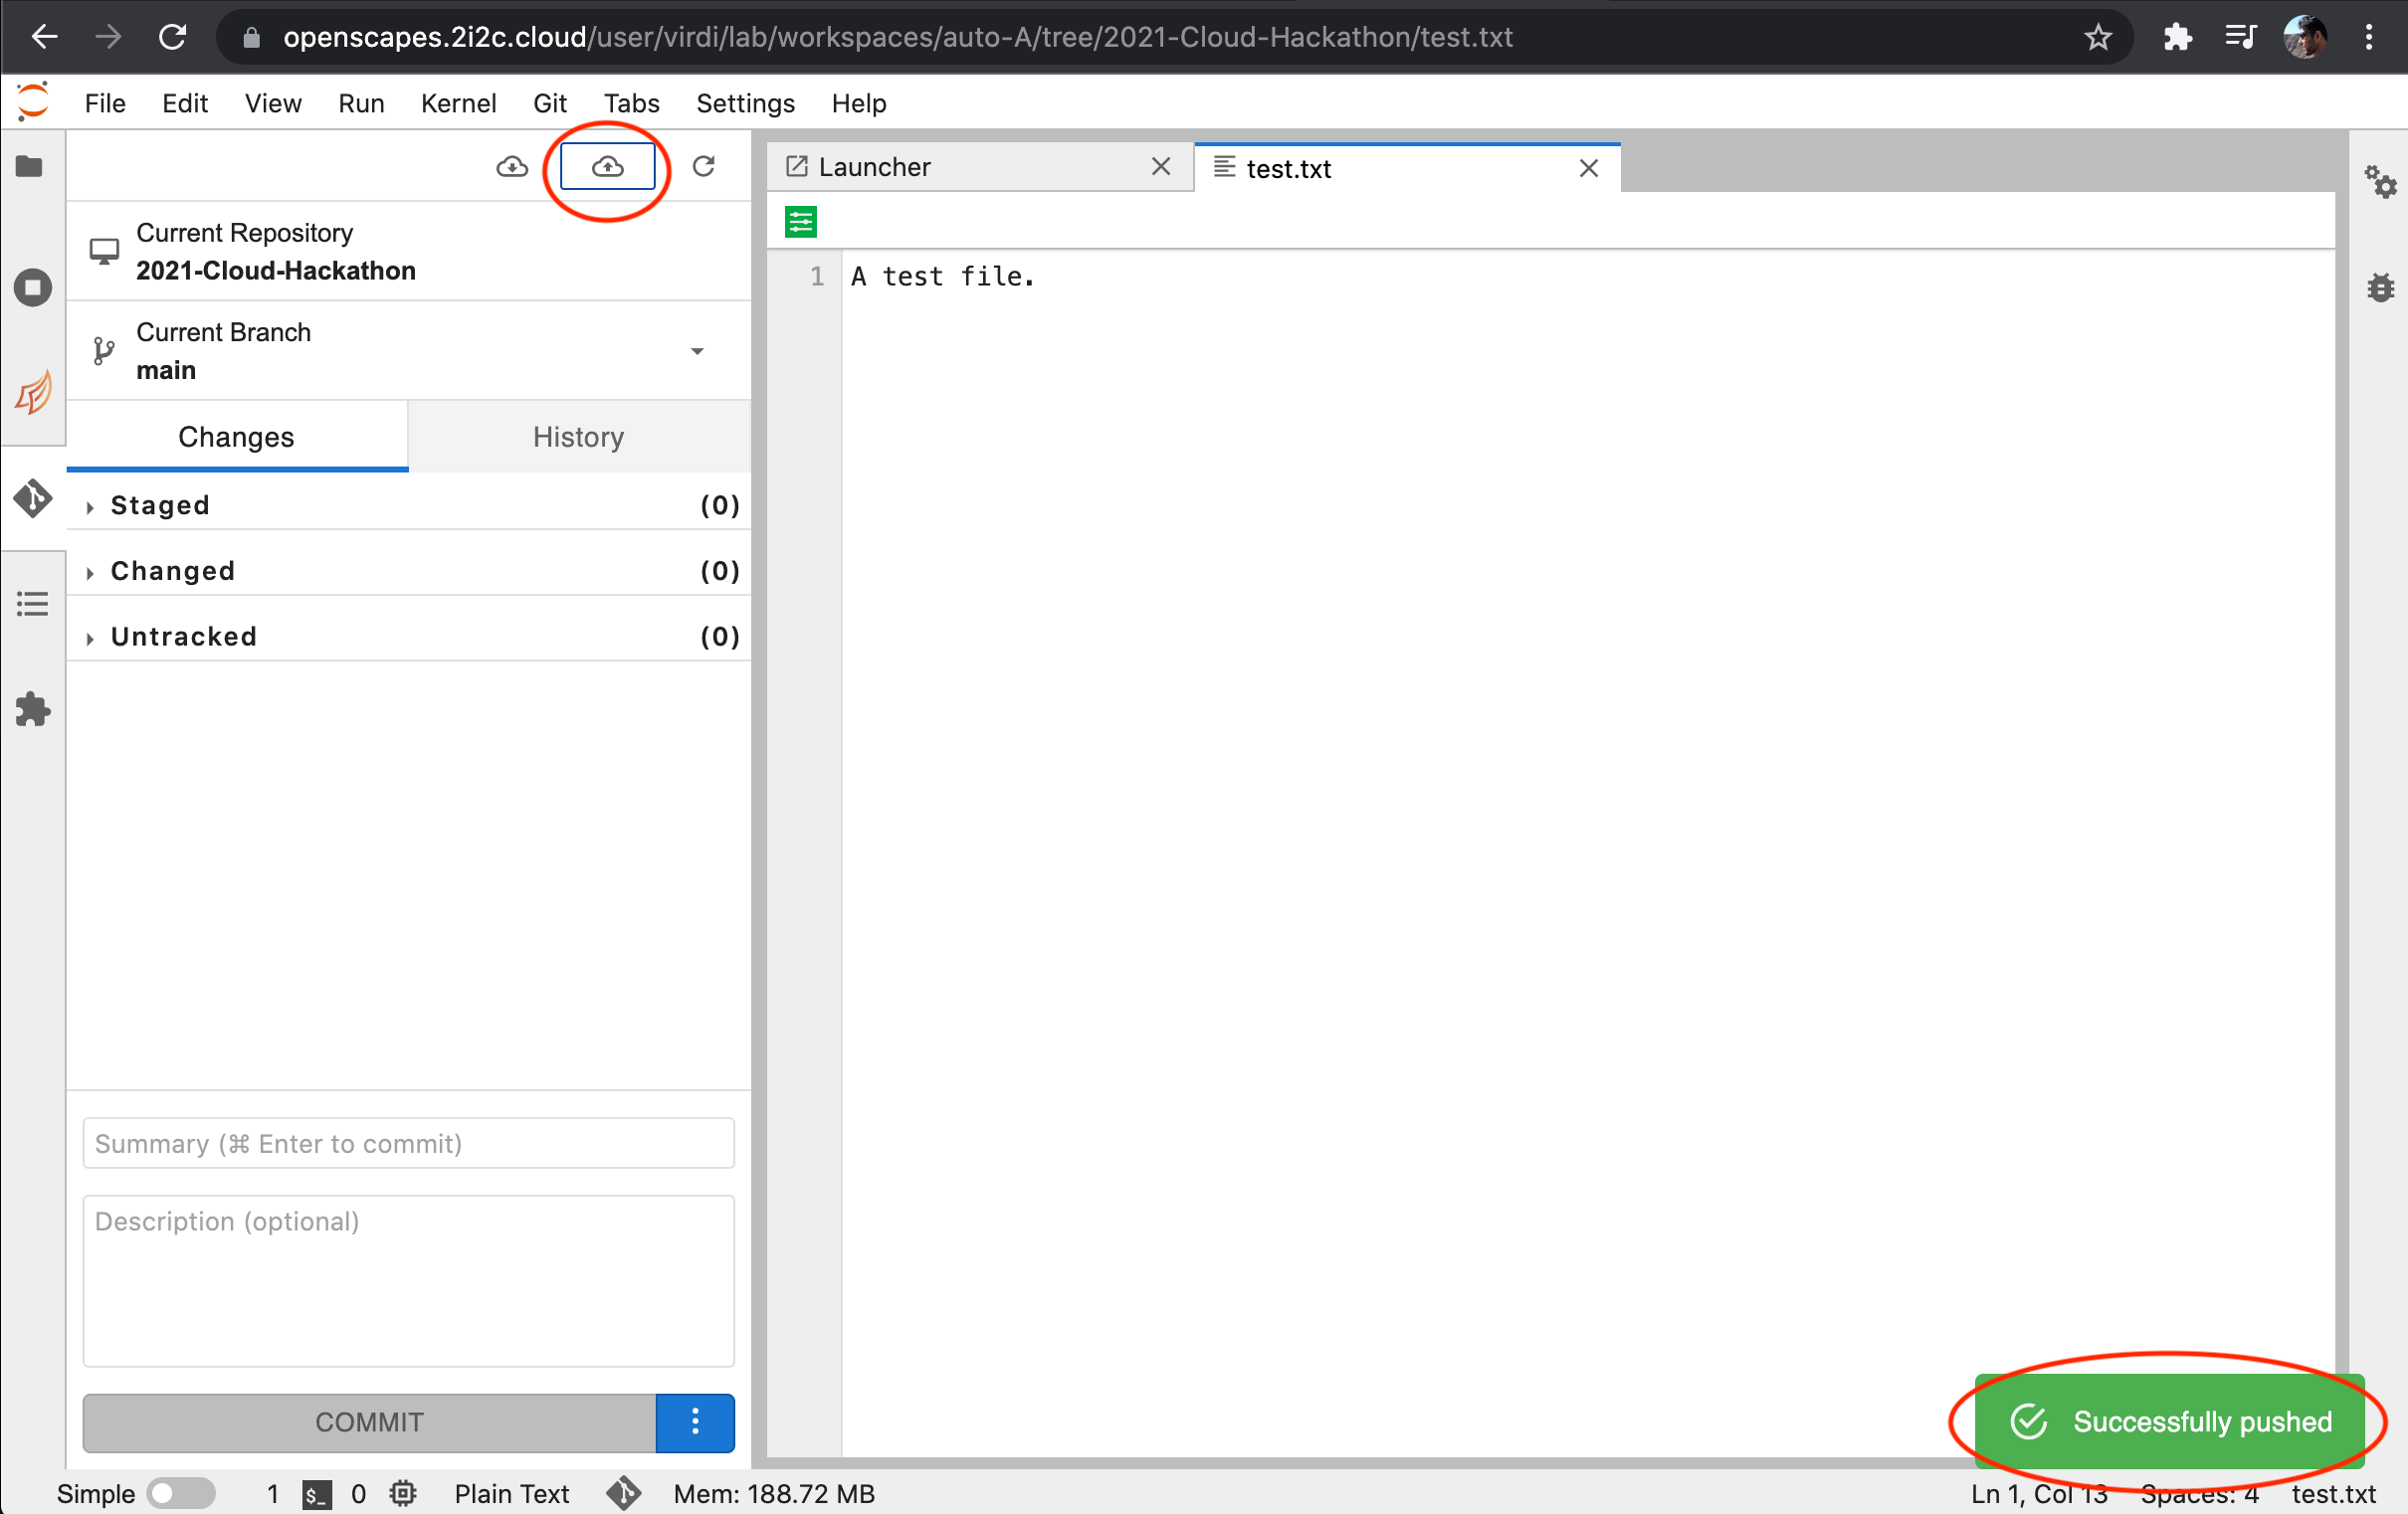 openscapes.2i2c.cloud/user/virdi/lab/workspaces/auto-A/tree/2021-Cloud-Hackathon/test.txt
File Edit View Run Kernel Git Tabs Settings Help
Launcher
test.txt
Current Repository
2021-Cloud-Hackathon
1 A test file.
Current Branch
main
Changes
History
Staged (0)
Changed (0)
Untracked (0)
Summary (⌘ Enter to commit)
Description (optional)
COMMIT
Successfully pushed
Simple 1 $_ 0 Plain Text Mem: 188.72 MB Ln 1, Col 13 Spaces: 4 test.txt